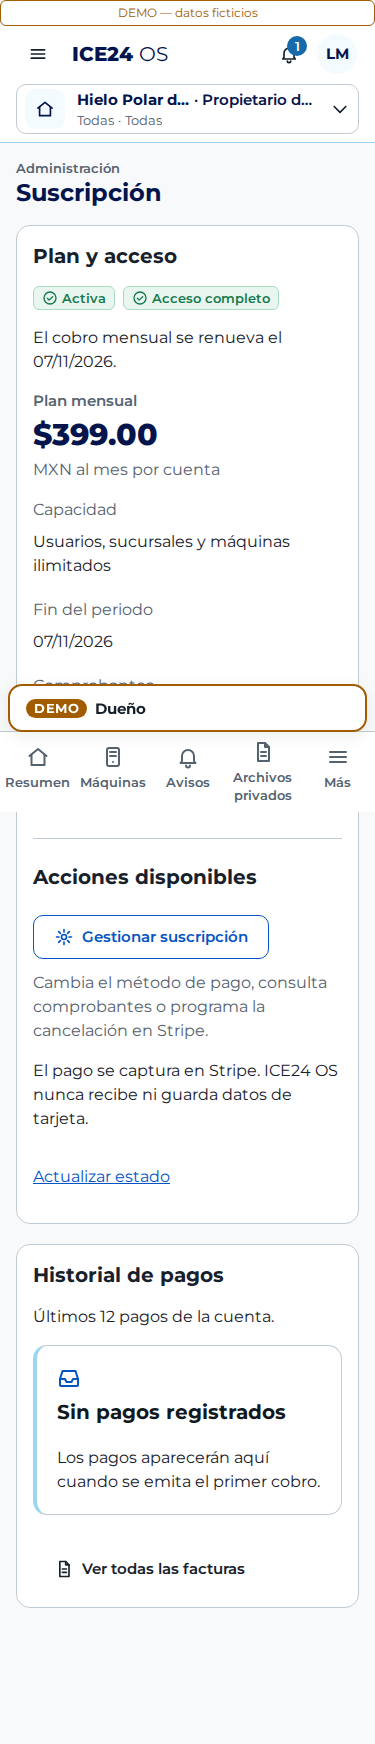 DEMO — datos ficticios
ICE24 OS
1
LM
Hielo Polar d... · Propietario d...
Todas · Todas
Administración
Suscripción
Plan y acceso
Activa
Acceso completo
El cobro mensual se renueva el
07/11/2026.
Plan mensual
$399.00
MXN al mes por cuenta
Capacidad
Usuarios, sucursales y máquinas
ilimitados
Fin del periodo
07/11/2026
DEMO Dueño
Resumen
Máquinas
Avisos
Archivos
privados
Más
Acciones disponibles
Gestionar suscripción
Cambia el método de pago, consulta
comprobantes o programa la
cancelación en Stripe.
El pago se captura en Stripe. ICE24 OS
nunca recibe ni guarda datos de
tarjeta.
Actualizar estado
Historial de pagos
Últimos 12 pagos de la cuenta.
Sin pagos registrados
Los pagos aparecerán aquí
cuando se emita el primer cobro.
Ver todas las facturas